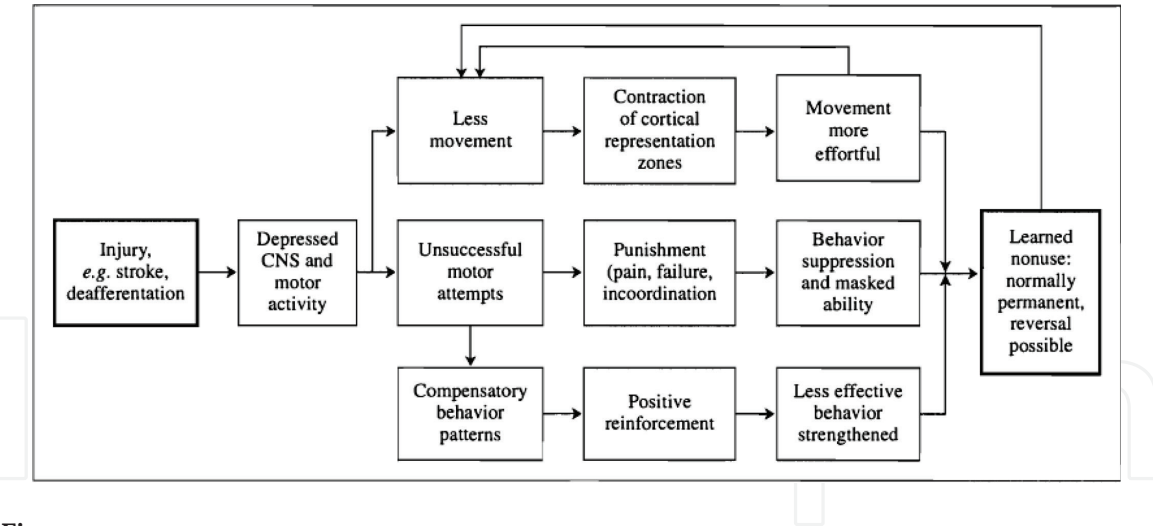 Less
movement
Contraction
of cortical
representation
zones
Movement
more
effortful
Injury,
e.g. stroke,
deafferentation
Depressed
CNS and
motor
activity
Unsuccessful
motor
attempts
Punishment
(pain, failure,
incoordination
Behavior
suppression
and masked
ability
Learned
nonuse:
normally
permanent,
reversal
possible
Compensatory
behavior
patterns
Positive
reinforcement
Less effective
behavior
strengthened